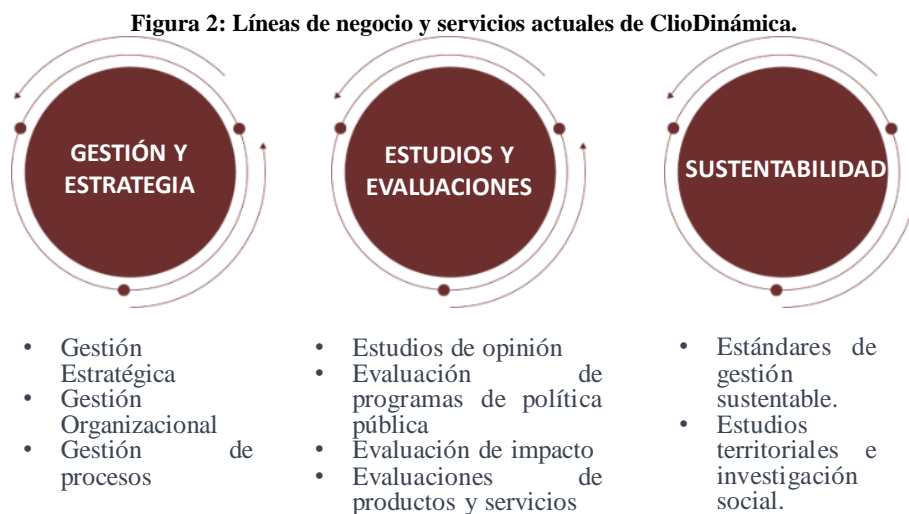 Figura 2: Líneas de negocio y servicios actuales de ClioDinámica.
GESTIÓN Y
ESTRATEGIA
ESTUDIOS Y
EVALUACIONES
SUSTENTABILIDAD
• Gestión
Estratégica
• Gestión
Organizacional
• Gestión de
procesos
• Estudios de opinión
• Evaluación de
programas de política
pública
• Evaluación de impacto
• Evaluaciones de
productos y servicios
• Estándares de
gestión
sustentable.
• Estudios
territoriales e
investigación
social.